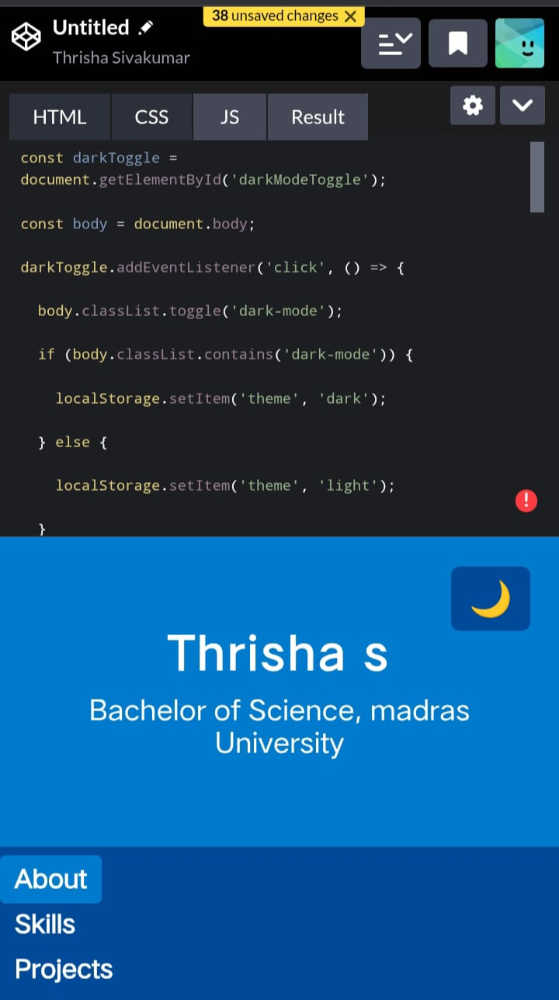 38 unsaved changes
Untitled
Thrisha Sivakumar
HTML CSS JS Result
const darkToggle =
document.getElementById('darkModeToggle');
const body = document.body;
darkToggle.addEventListener('click', () => {
body.classList.toggle('dark-mode');
if (body.classList.contains('dark-mode')) {
localStorage.setItem('theme', 'dark');
} else {
localStorage.setItem('theme', 'light');
}
Thrisha s
Bachelor of Science, madras
University
About
Skills
Projects